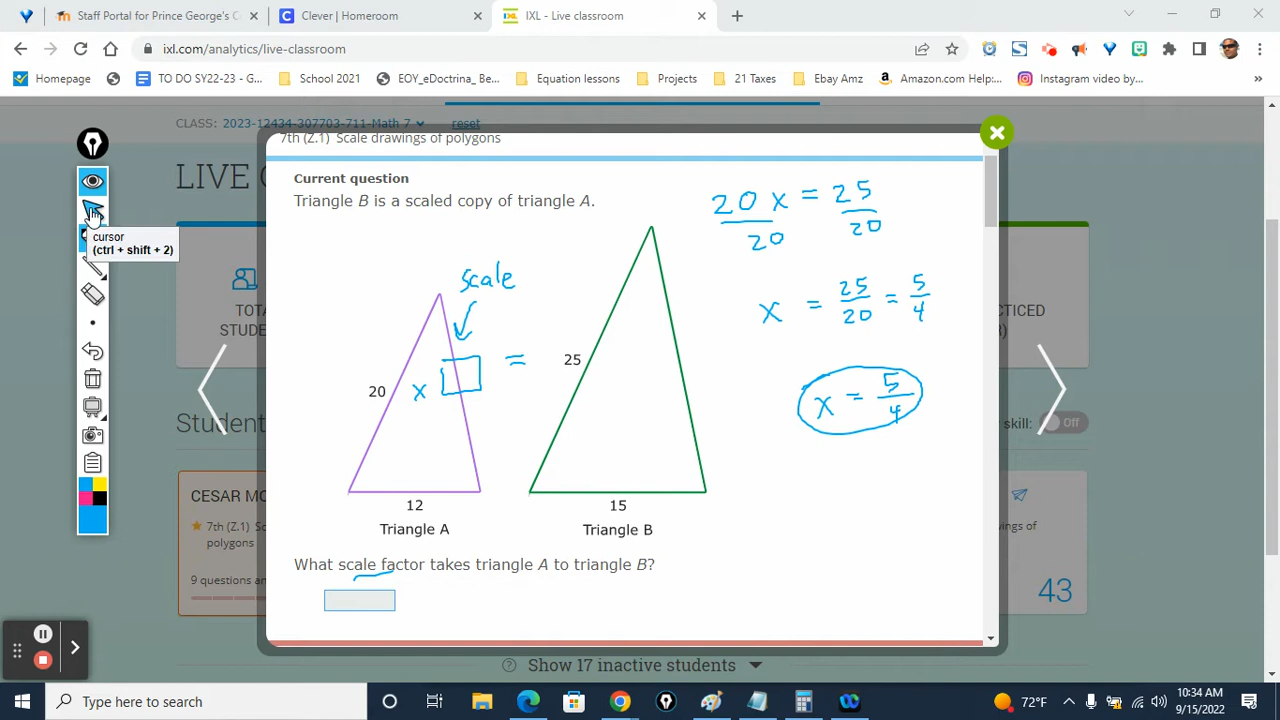 Staff Portal for Prince George's C
Clever | Homeroom
IXL - Live classroom
ixl.com/analytics/live-classroom
Homepage
TO DO SY22-23 - G...
School 2021
EOY_eDoctrina_ Be...
Equation lessons
Projects
21 Taxes
Ebay Amz
Amazon.com Help:...
Instagram video by...
»
CLASS: 2023-12434-307703-711-Math 7
reset
7th (Z.1) Scale drawings of polygons
LIVE
Current question
Triangle B is a scaled copy of triangle A.
20x = 25
20 20
cursor
(ctrl + shift + 2)
scale
x = 25/20 = 5/4
TOTA
STUDE
CTICED
20 x =
25
x = 5/4
12
15
Triangle A
Triangle B
Student
skill:
Off
CESAR MO
7th (Z.1) Sc
polygons
ings of
9 questions an
43
What scale factor takes triangle A to triangle B?
Show 17 inactive students
Type here to search
72°F
10:34 AM
9/15/2022